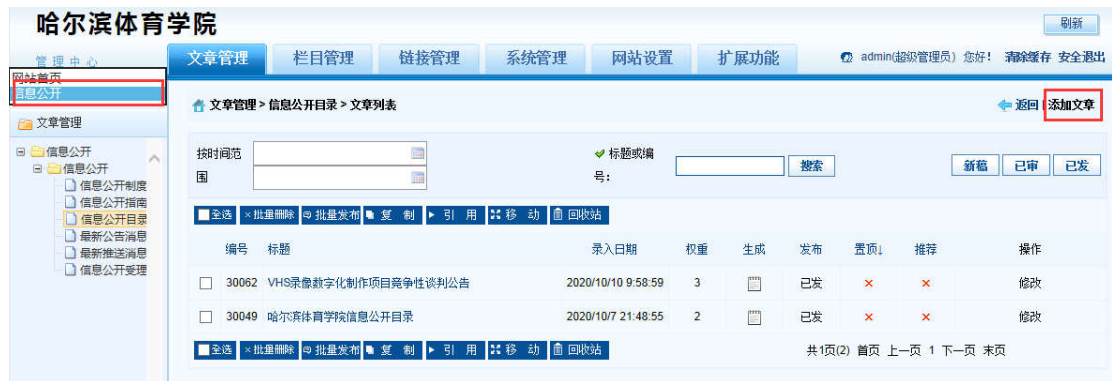 哈尔滨体育学院
刷新
管理中心
文章管理 栏目管理 链接管理 系统管理 网站设置 扩展功能 admin(超级管理员) 您好! 清除缓存 安全退出
网站首页
信息公开
文章管理 > 信息公开目录 > 文章列表 返回 添加文章
文章管理
信息公开
信息公开
信息公开制度
信息公开指南
信息公开目录
最新公告消息
最新推送消息
信息公开受理
按时间范围
标题或编号:
搜索 新稿 已审 已发
全选 ×批量删除 批量发布 复 制 引 用 移 动 回收站
编号 标题 录入日期 权重 生成 发布 置顶↓ 推荐 操作
30062 VHS录像数字化制作项目竞争性谈判公告 2020/10/10 9:58:59 3 已发 × × 修改
30049 哈尔滨体育学院信息公开目录 2020/10/7 21:48:55 2 已发 × × 修改
全选 ×批量删除 批量发布 复 制 引 用 移 动 回收站
共1页(2) 首页 上一页 1 下一页 末页